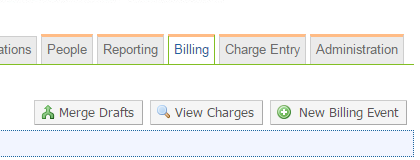 ations People Reporting Billing Charge Entry Administration
Merge Drafts View Charges New Billing Event